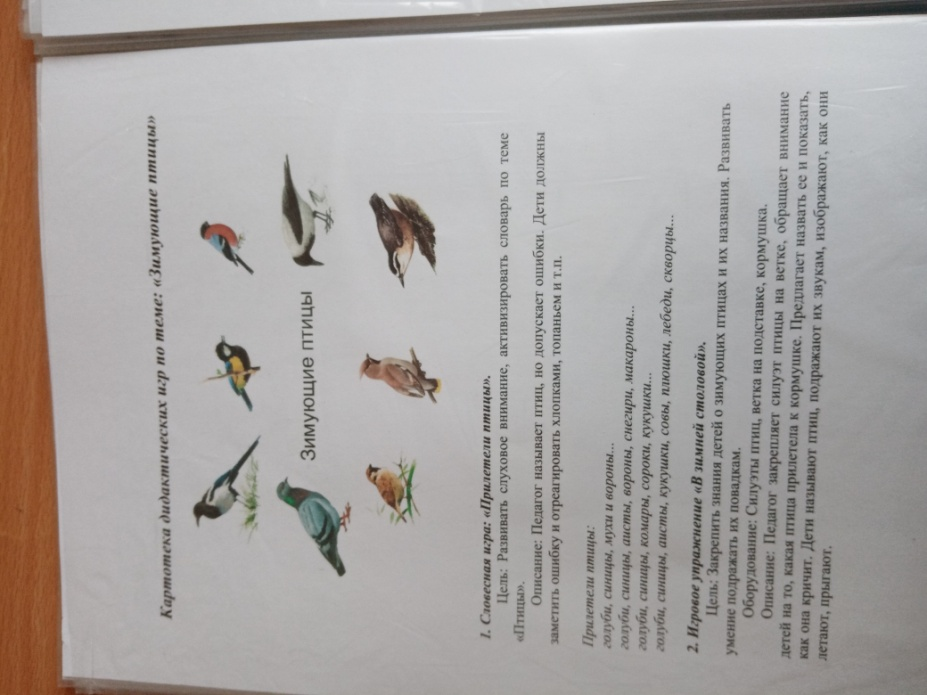 Картотека дидактических игр по теме: «Зимующие птицы»
ЗИМУЮЩИЕ ПТИЦЫ
1. Словесная игра: «Прилетели птицы».
Цель: Развивать слуховое внимание, активизировать словарь по теме
«Птицы».
Описание: Педагог называет птиц, но допускает ошибки. Дети должны
заметить ошибку и отреагировать хлопками, топаньем и т.п.
Прилетели птицы:
голуби, синицы, мухи и вороны...
голуби, синицы, аисты, вороны, снегири, макароны...
голуби, синицы, комары, сороки, кукушки...
голуби, синицы, аисты, кукушки, совы, плюшки, лебеди, скворцы...
2. Игровое упражнение «В зимней столовой».
Цель: Закрепить знания детей о зимующих птицах и их названия. Развивать
умение подражать их повадкам.
Оборудование: Силуэты птиц, ветка на подставке, кормушка.
Описание: Педагог закрепляет силуэт птицы на ветке, обращает внимание
детей на то, какая птица прилетела к кормушке. Предлагает назвать ее и показать,
как она кричит. Дети называют птиц, подражают их звукам, изображают, как они
летают, прыгают.